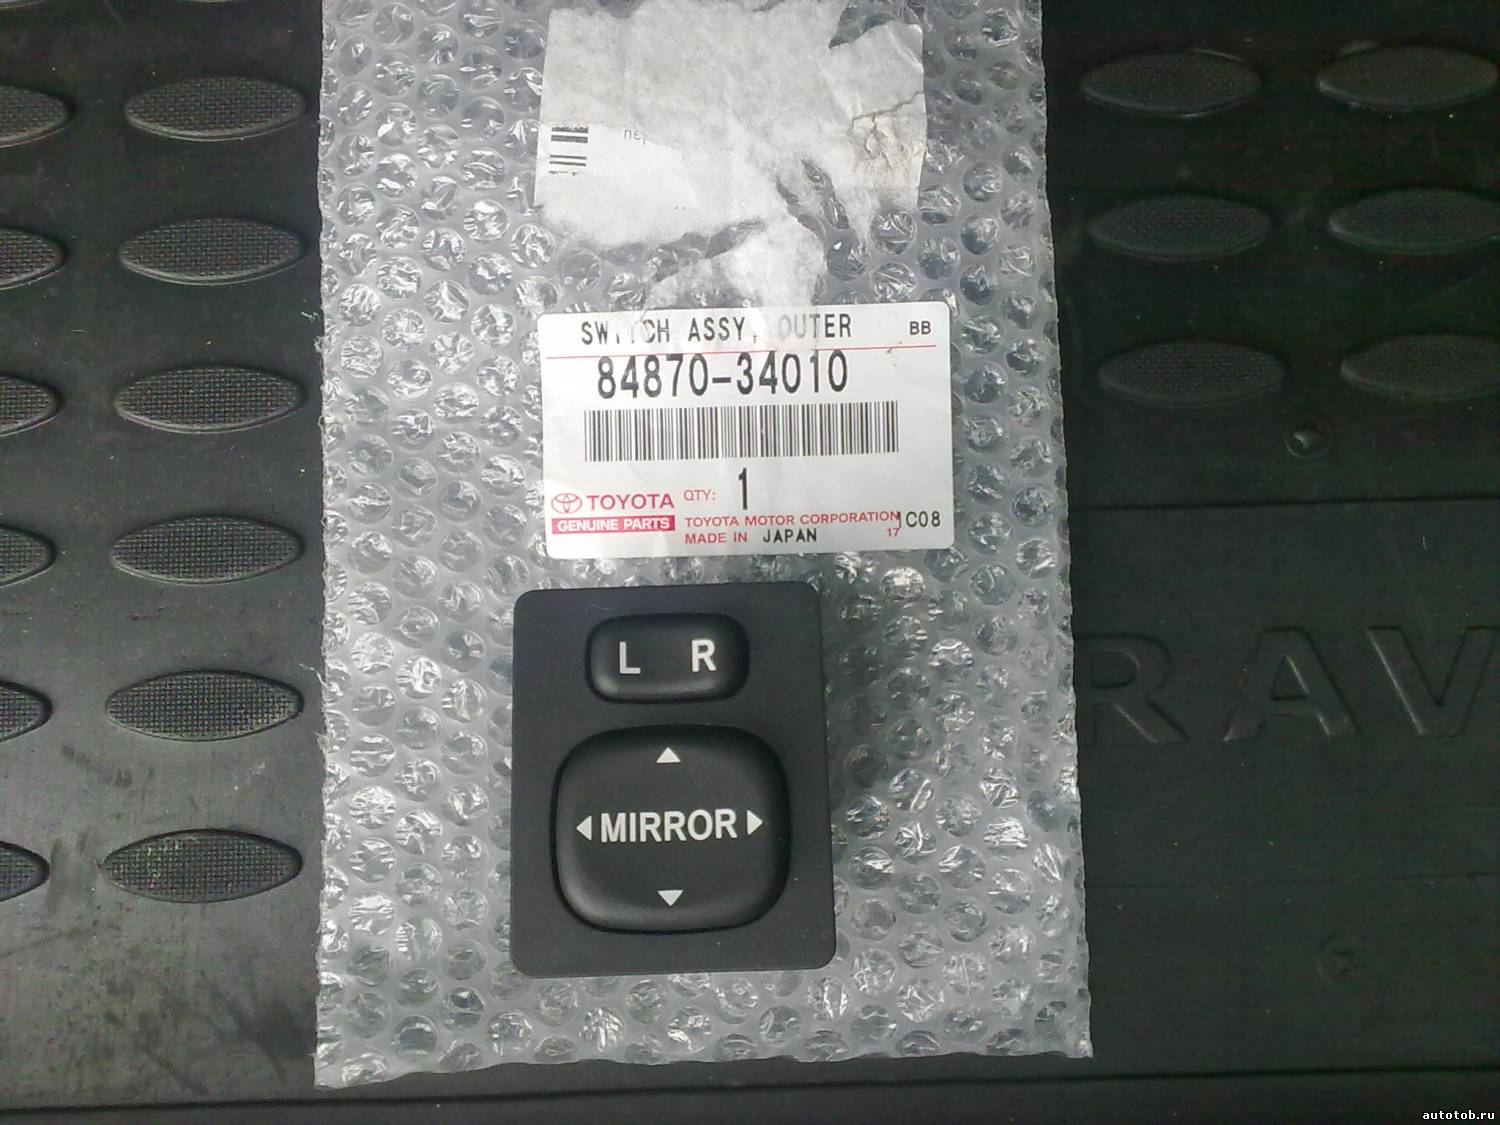 SWITCH ASSY, OUTER BB
84870-34010
TOYOTA QTY: 1
GENUINE PARTS TOYOTA MOTOR CORPORATION 1C08
MADE IN JAPAN 17
L R
MIRROR
RAV
autotob.ru